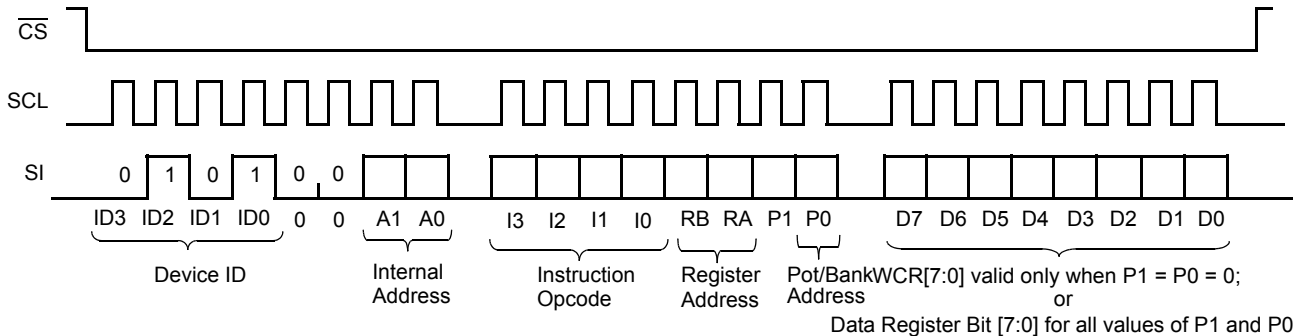 CS
SCL
SI
0 1 0 1 0 0
ID3 ID2 ID1 ID0 0 0 A1 A0 I3 I2 I1 I0 RB RA P1 P0 D7 D6 D5 D4 D3 D2 D1 D0
Device ID
Internal
Address
Instruction
Opcode
Register
Address
Pot/Bank
Address
WCR[7:0] valid only when P1 = P0 = 0;
or
Data Register Bit [7:0] for all values of P1 and P0